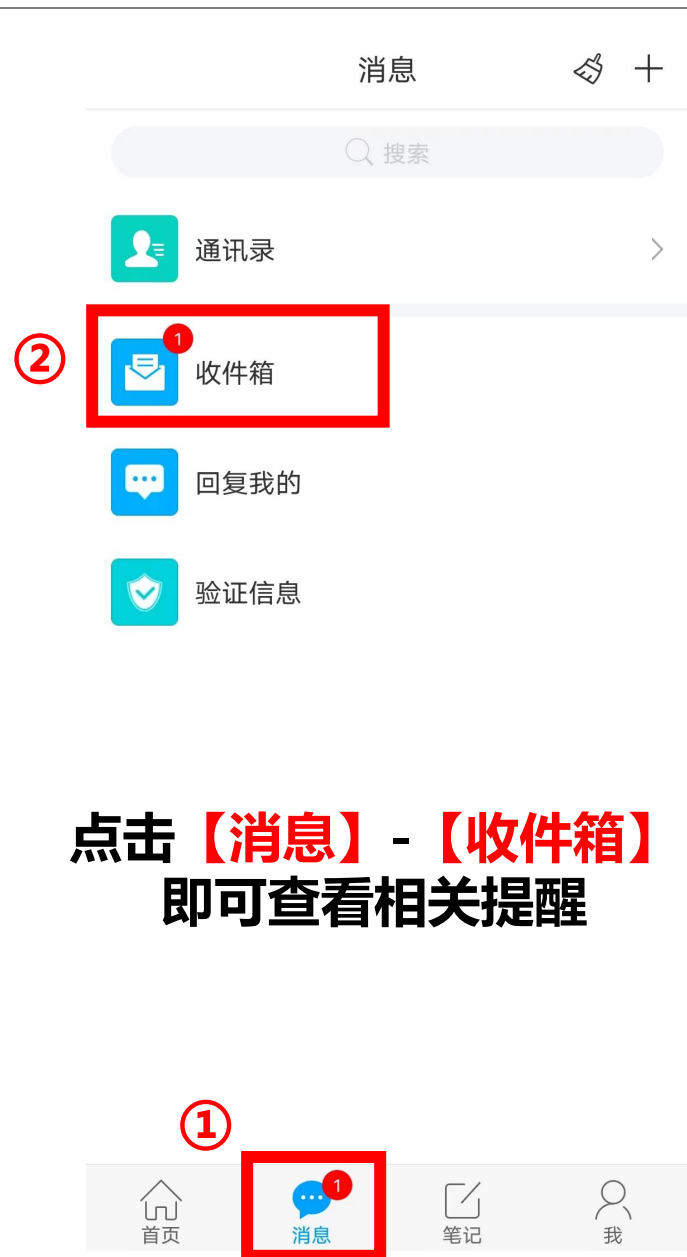 消息
搜索
通讯录
②
1
收件箱
回复我的
验证信息
点击【消息】-【收件箱】
即可查看相关提醒
①
1
首页
消息
笔记
我